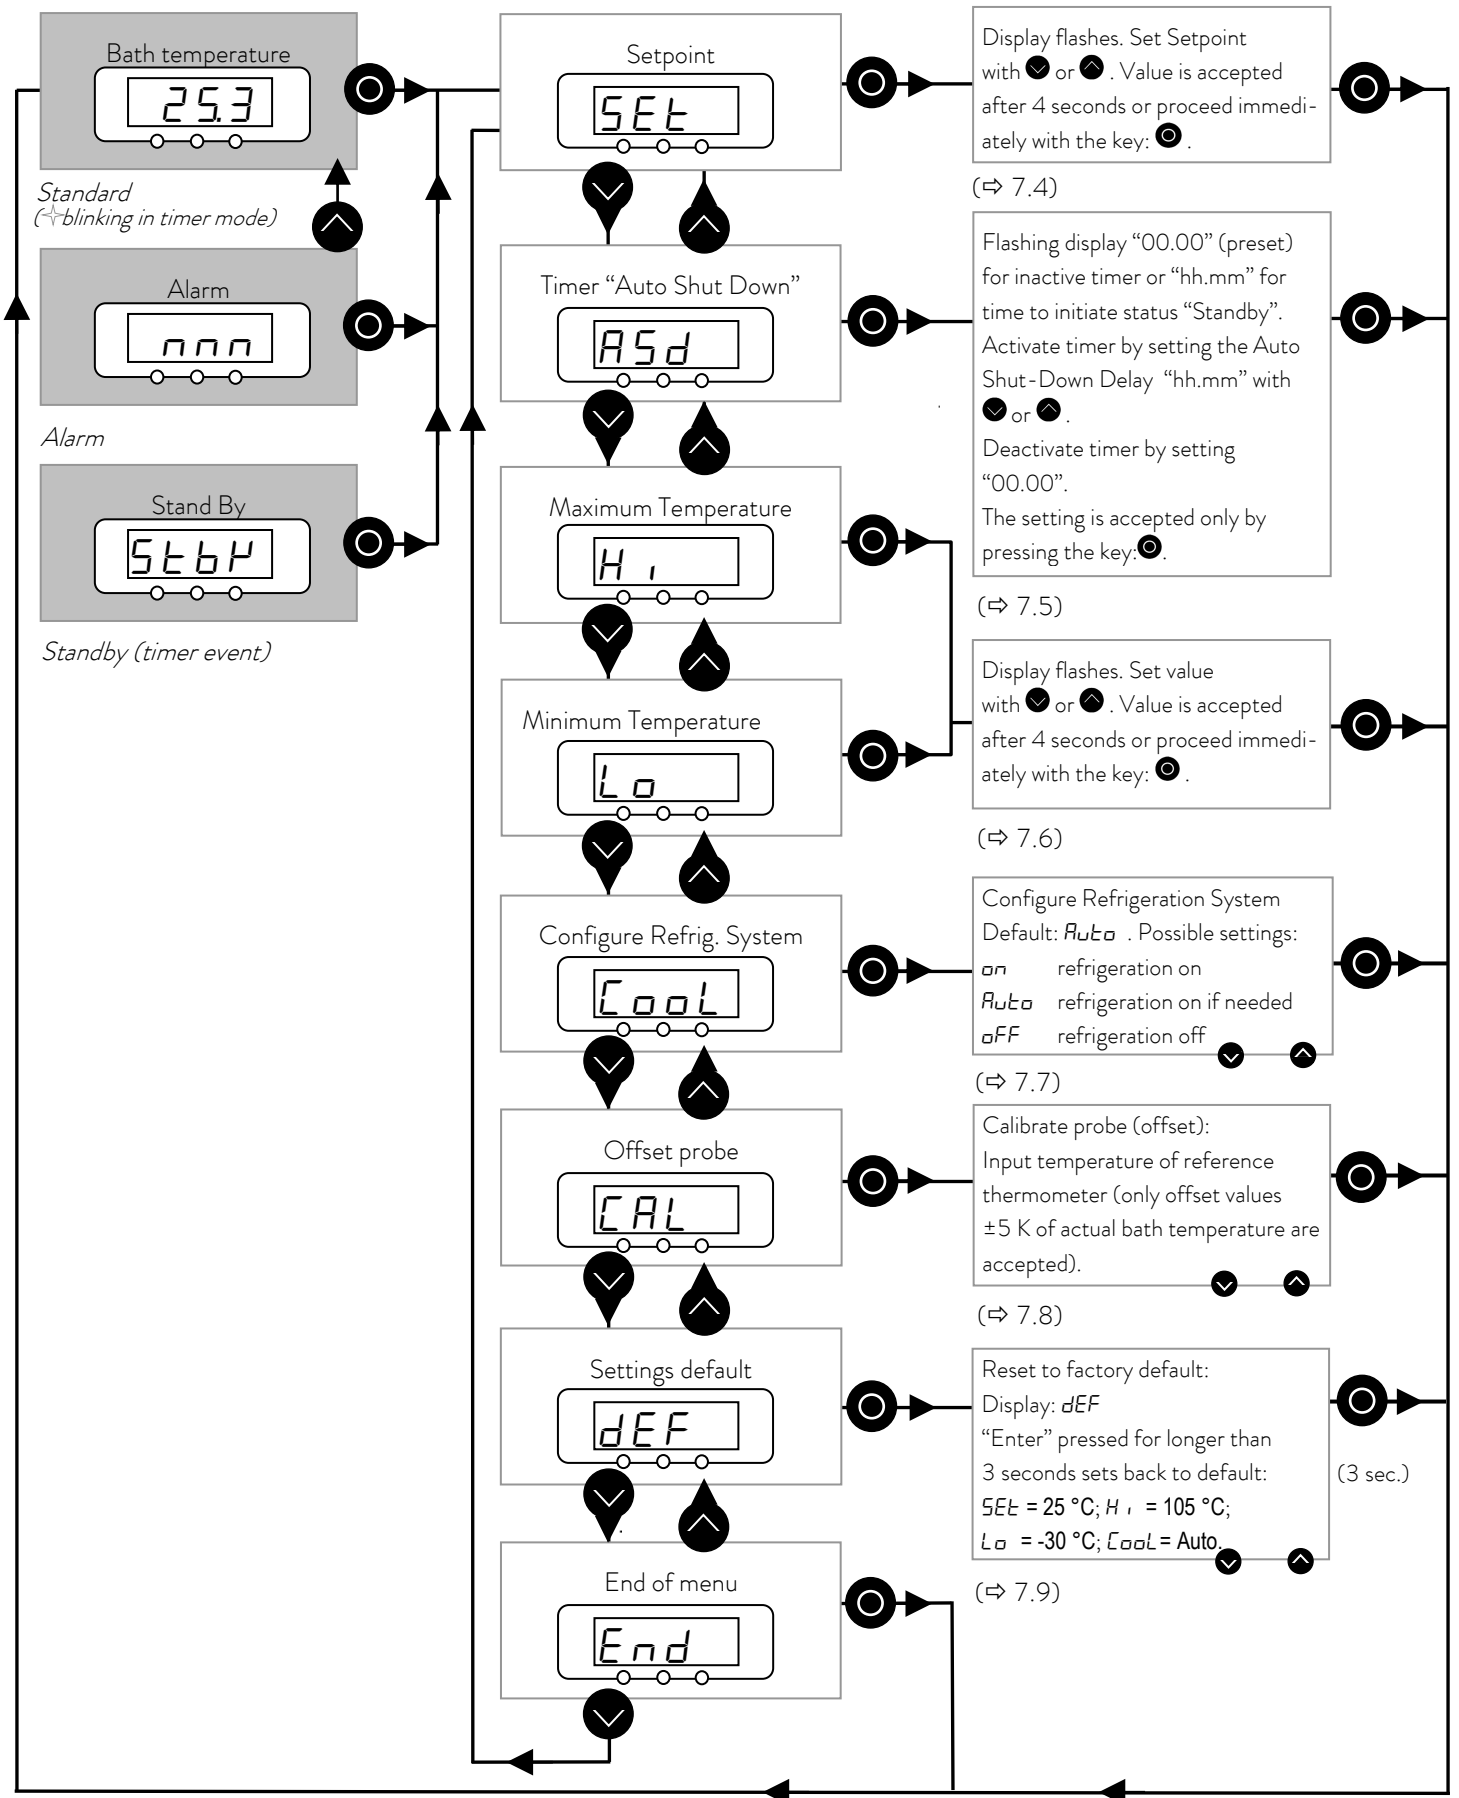 Bath temperature
25.3
Standard
(✧blinking in timer mode)
Alarm
nnn
Alarm
Stand By
Stby
Standby (timer event)
Setpoint
SEt
Timer “Auto Shut Down”
ASd
Maximum Temperature
Hi
Minimum Temperature
Lo
Configure Refrig. System
CooL
Offset probe
CAL
Settings default
dEF
End of menu
End
Display flashes. Set Setpoint
with or . Value is accepted
after 4 seconds or proceed immedi-
ately with the key: .
(⇨ 7.4)
Flashing display “00.00” (preset)
for inactive timer or “hh.mm” for
time to initiate status “Standby”.
Activate timer by setting the Auto
Shut-Down Delay “hh.mm” with
or .
Deactivate timer by setting
“00.00”.
The setting is accepted only by
pressing the key: .
(⇨ 7.5)
Display flashes. Set value
with or . Value is accepted
after 4 seconds or proceed immedi-
ately with the key: .
(⇨ 7.6)
Configure Refrigeration System
Default: Auto . Possible settings:
on refrigeration on
Auto refrigeration on if needed
oFF refrigeration off
(⇨ 7.7)
Calibrate probe (offset):
Input temperature of reference
thermometer (only offset values
±5 K of actual bath temperature are
accepted).
(⇨ 7.8)
Reset to factory default:
Display: dEF
“Enter” pressed for longer than
3 seconds sets back to default:
SEt = 25 °C; Hi = 105 °C;
Lo = -30 °C; CooL = Auto.
(3 sec.)
(⇨ 7.9)